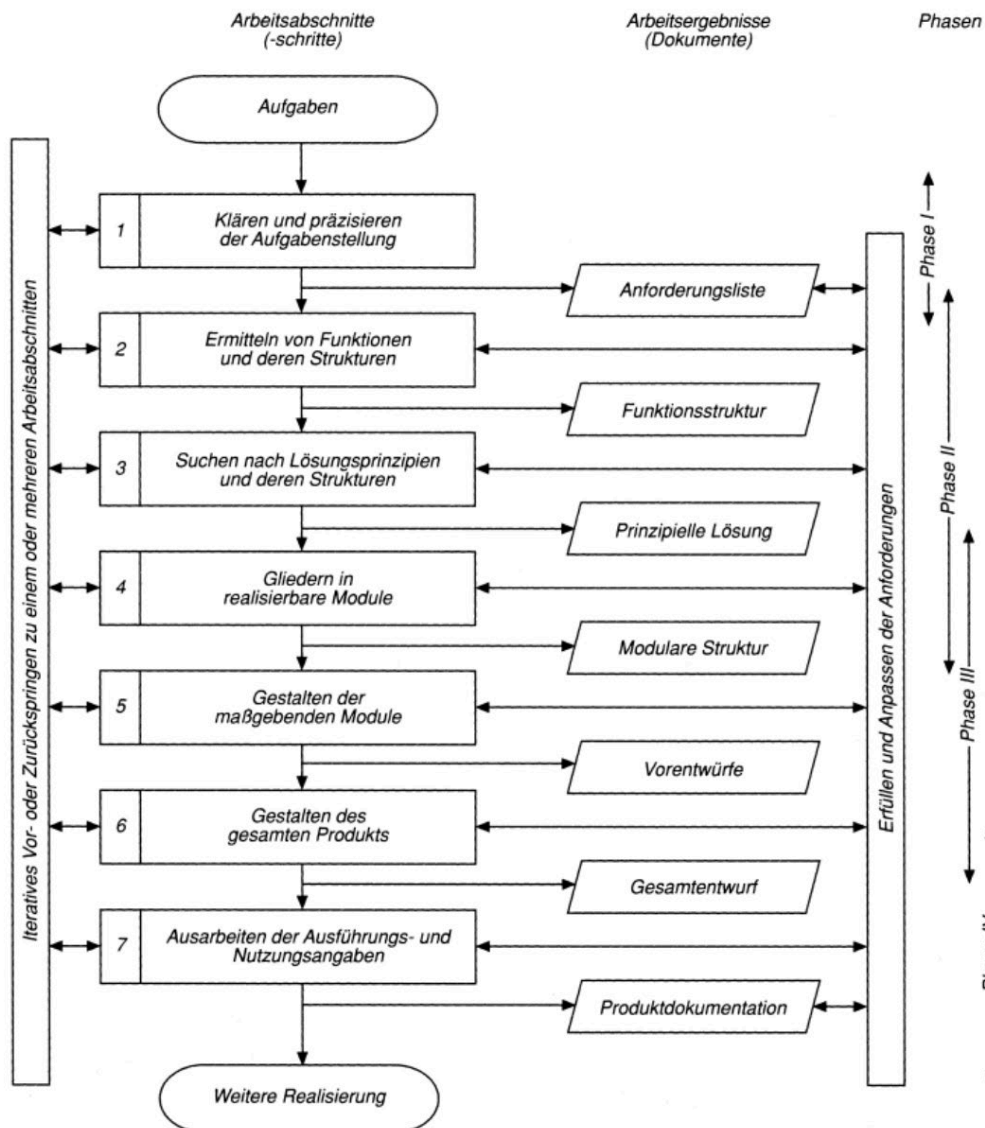 Arbeitsabschnitte
(-schritte)
Arbeitsergebnisse
(Dokumente)
Phasen
Aufgaben
1
Klären und präzisieren
der Aufgabenstellung
Anforderungsliste
2
Ermitteln von Funktionen
und deren Strukturen
Funktionsstruktur
3
Suchen nach Lösungsprinzipien
und deren Strukturen
Prinzipielle Lösung
4
Gliedern in
realisierbare Module
Modulare Struktur
5
Gestalten der
maßgebenden Module
Vorentwürfe
6
Gestalten des
gesamten Produkts
Gesamtentwurf
7
Ausarbeiten der Ausführungs- und
Nutzungsangaben
Produktdokumentation
Weitere Realisierung
Iteratives Vor- oder Zurückspringen zu einem oder mehreren Arbeitsabschnitten
Erfüllen und Anpassen der Anforderungen
Phase I
Phase II
Phase III